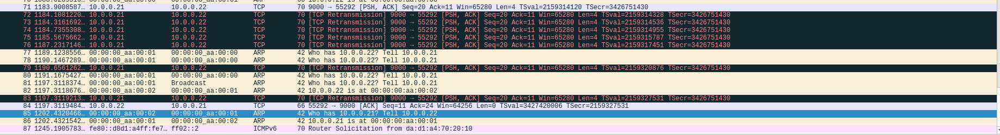 71 1183.9008587… 10.0.0.21 10.0.0.22 TCP 70 9000 → 55292 [PSH, ACK] Seq=20 Ack=11 Win=65280 Len=4 TSval=2159314120 TSecr=3426751430
72 1184.1081220… 10.0.0.21 10.0.0.22 TCP 70 [TCP Retransmission] 9000 → 55292 [PSH, ACK] Seq=20 Ack=11 Win=65280 Len=4 TSval=2159314328 TSecr=3426751430
73 1184.3161692… 10.0.0.21 10.0.0.22 TCP 70 [TCP Retransmission] 9000 → 55292 [PSH, ACK] Seq=20 Ack=11 Win=65280 Len=4 TSval=2159314536 TSecr=3426751430
74 1184.7355308… 10.0.0.21 10.0.0.22 TCP 70 [TCP Retransmission] 9000 → 55292 [PSH, ACK] Seq=20 Ack=11 Win=65280 Len=4 TSval=2159314955 TSecr=3426751430
75 1185.5675662… 10.0.0.21 10.0.0.22 TCP 70 [TCP Retransmission] 9000 → 55292 [PSH, ACK] Seq=20 Ack=11 Win=65280 Len=4 TSval=2159315787 TSecr=3426751430
76 1187.2317146… 10.0.0.21 10.0.0.22 TCP 70 [TCP Retransmission] 9000 → 55292 [PSH, ACK] Seq=20 Ack=11 Win=65280 Len=4 TSval=2159317451 TSecr=3426751430
77 1189.1238556… 00:00:00_aa:00:01 00:00:00_aa:00:00 ARP 42 Who has 10.0.0.22? Tell 10.0.0.21
78 1190.1467289… 00:00:00_aa:00:01 00:00:00_aa:00:00 ARP 42 Who has 10.0.0.22? Tell 10.0.0.21
79 1190.6561262… 10.0.0.21 10.0.0.22 TCP 70 [TCP Retransmission] 9000 → 55292 [PSH, ACK] Seq=20 Ack=11 Win=65280 Len=4 TSval=2159320876 TSecr=3426751430
80 1191.1675427… 00:00:00_aa:00:01 00:00:00_aa:00:00 ARP 42 Who has 10.0.0.22? Tell 10.0.0.21
81 1197.3118374… 00:00:00_aa:00:01 Broadcast ARP 42 Who has 10.0.0.22? Tell 10.0.0.21
82 1197.3118676… 00:00:00_aa:00:02 00:00:00_aa:00:01 ARP 42 10.0.0.22 is at 00:00:00:aa:00:02
83 1197.3119213… 10.0.0.21 10.0.0.22 TCP 70 [TCP Retransmission] 9000 → 55292 [PSH, ACK] Seq=20 Ack=11 Win=65280 Len=4 TSval=2159327531 TSecr=3426751430
84 1197.3119484… 10.0.0.22 10.0.0.21 TCP 66 55292 → 9000 [ACK] Seq=11 Ack=24 Win=64256 Len=0 TSval=3427420006 TSecr=2159327531
85 1202.4320466… 00:00:00_aa:00:02 00:00:00_aa:00:01 ARP 42 Who has 10.0.0.21? Tell 10.0.0.22
86 1202.4321542… 00:00:00_aa:00:01 00:00:00_aa:00:02 ARP 42 10.0.0.21 is at 00:00:00:aa:00:01
87 1245.1905783… fe80::d8d1:a4ff:fe7… ff02::2 ICMPv6 70 Router Solicitation from da:d1:a4:70:20:10